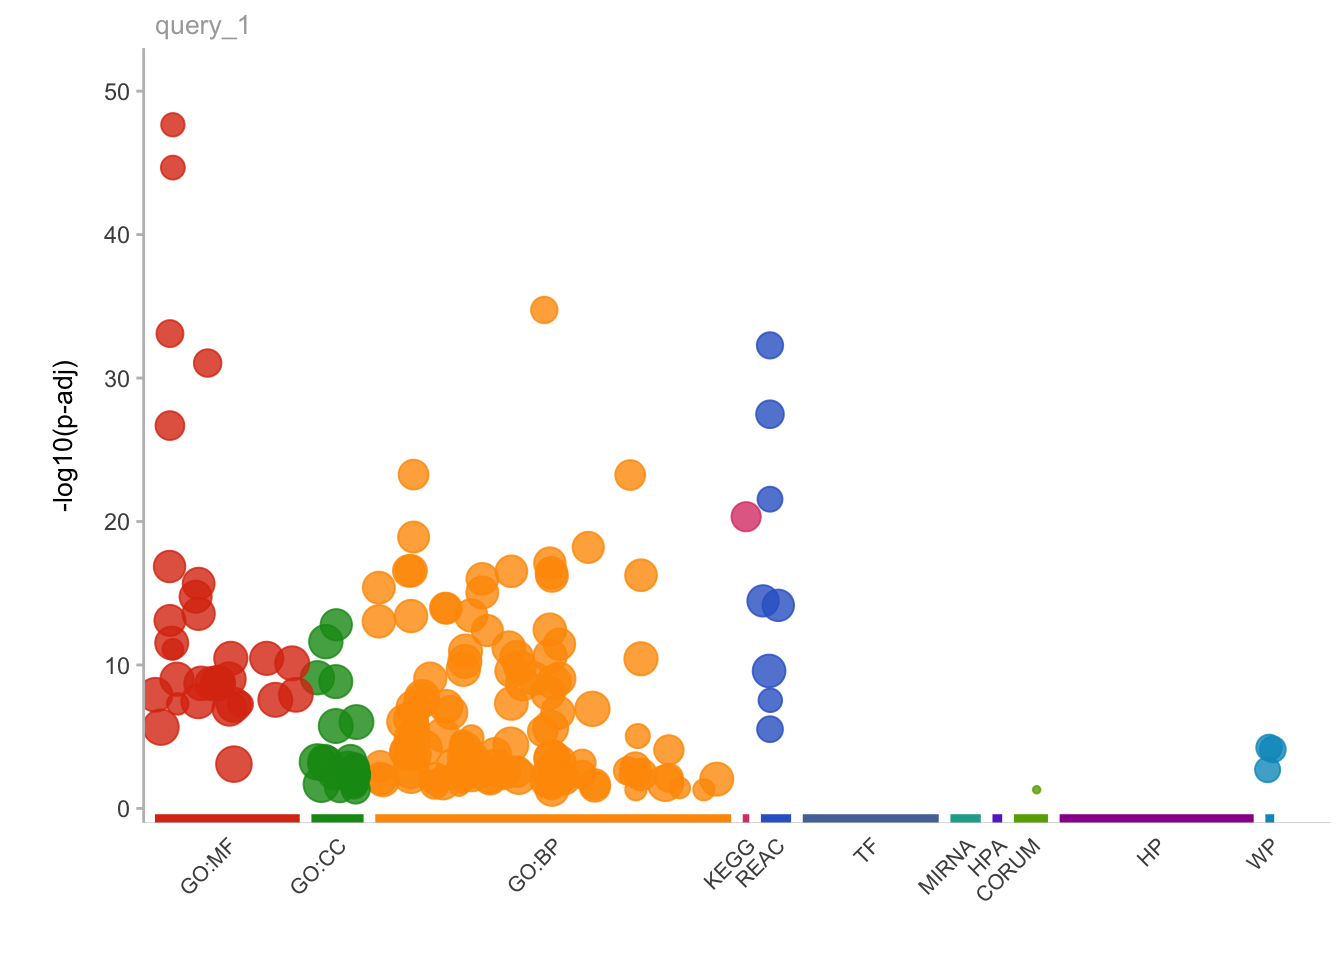 query_1
50
40
30
20
10
0
-log10(p-adj)
GO:MF
GO:CC
GO:BP
KEGG
REAC
TF
MIRNA
HPA
CORUM
HP
WP